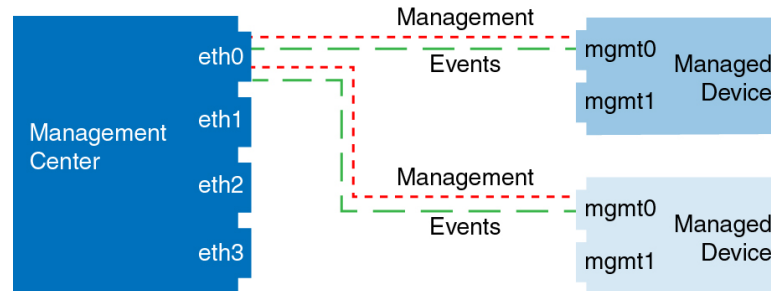 Management
eth0
mgmt0
Events
Managed
Device
mgmt1
eth1
Management
Center
eth2
Management
mgmt0
Events
Managed
Device
eth3
mgmt1